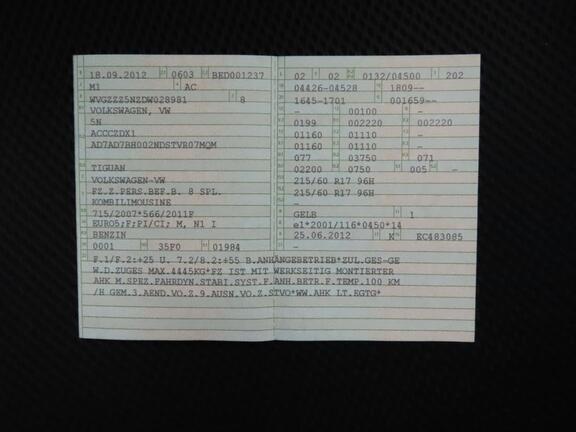 18.09.2012 0603 BED001237
M1 AC
WVGZZZ5NZDW028981 8
VOLKSWAGEN, VW
5N
ACCCZDX1
AD7AD7BH002NDSTVR07MQM
TIGUAN
VOLKSWAGEN-VW
FZ.Z.PERS.BEF.B. 8 SPL.
KOMBILIMOUSINE
715/2007*566/2011F
EURO5;F;PI/CI; M, N1 I
BENZIN
0001 35F0 01984
02 02 0132/04500 202
04426-04528 1809--
1645-1701 001659--
- 00100 -
0199 002220 002220
01160 01110 -
01160 01110 -
077 03750 071
02200 0750 005 -
215/60 R17 96H
215/60 R17 96H
-
GELB 1
e1*2001/116*0450*14
25.06.2012 K EC483085
F.1/F.2:+25 U. 7.2/8.2:+55 B.ANHÄNGEBETRIEB*ZUL.GES-GE
W.D.ZUGES MAX.4445KG*FZ IST MIT WERKSEITIG MONTIERTER
AHK M.SPEZ.FAHRDYN.STABI.SYST.F.ANH.BETR.F.TEMP.100 KM
/H GEM.3.AEND.VO.Z.9.AUSN.VO.Z.STVO*WW.AHK LT.EGTG*